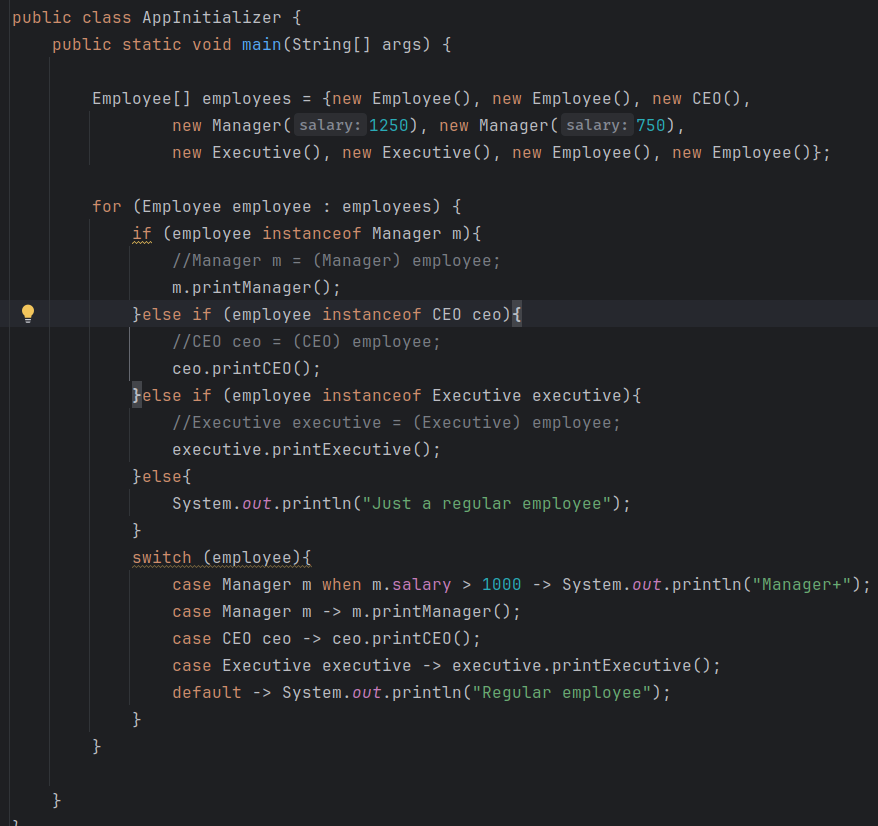 public class AppInitializer {
public static void main(String[] args) {
Employee[] employees = {new Employee(), new Employee(), new CEO(),
new Manager( salary: 1250), new Manager( salary: 750),
new Executive(), new Executive(), new Employee(), new Employee()};
for (Employee employee : employees) {
if (employee instanceof Manager m){
//Manager m = (Manager) employee;
m.printManager();
}else if (employee instanceof CEO ceo){
//CEO ceo = (CEO) employee;
ceo.printCEO();
}else if (employee instanceof Executive executive){
//Executive executive = (Executive) employee;
executive.printExecutive();
}else{
System.out.println("Just a regular employee");
}
switch (employee){
case Manager m when m.salary > 1000 -> System.out.println("Manager+");
case Manager m -> m.printManager();
case CEO ceo -> ceo.printCEO();
case Executive executive -> executive.printExecutive();
default -> System.out.println("Regular employee");
}
}
}
}